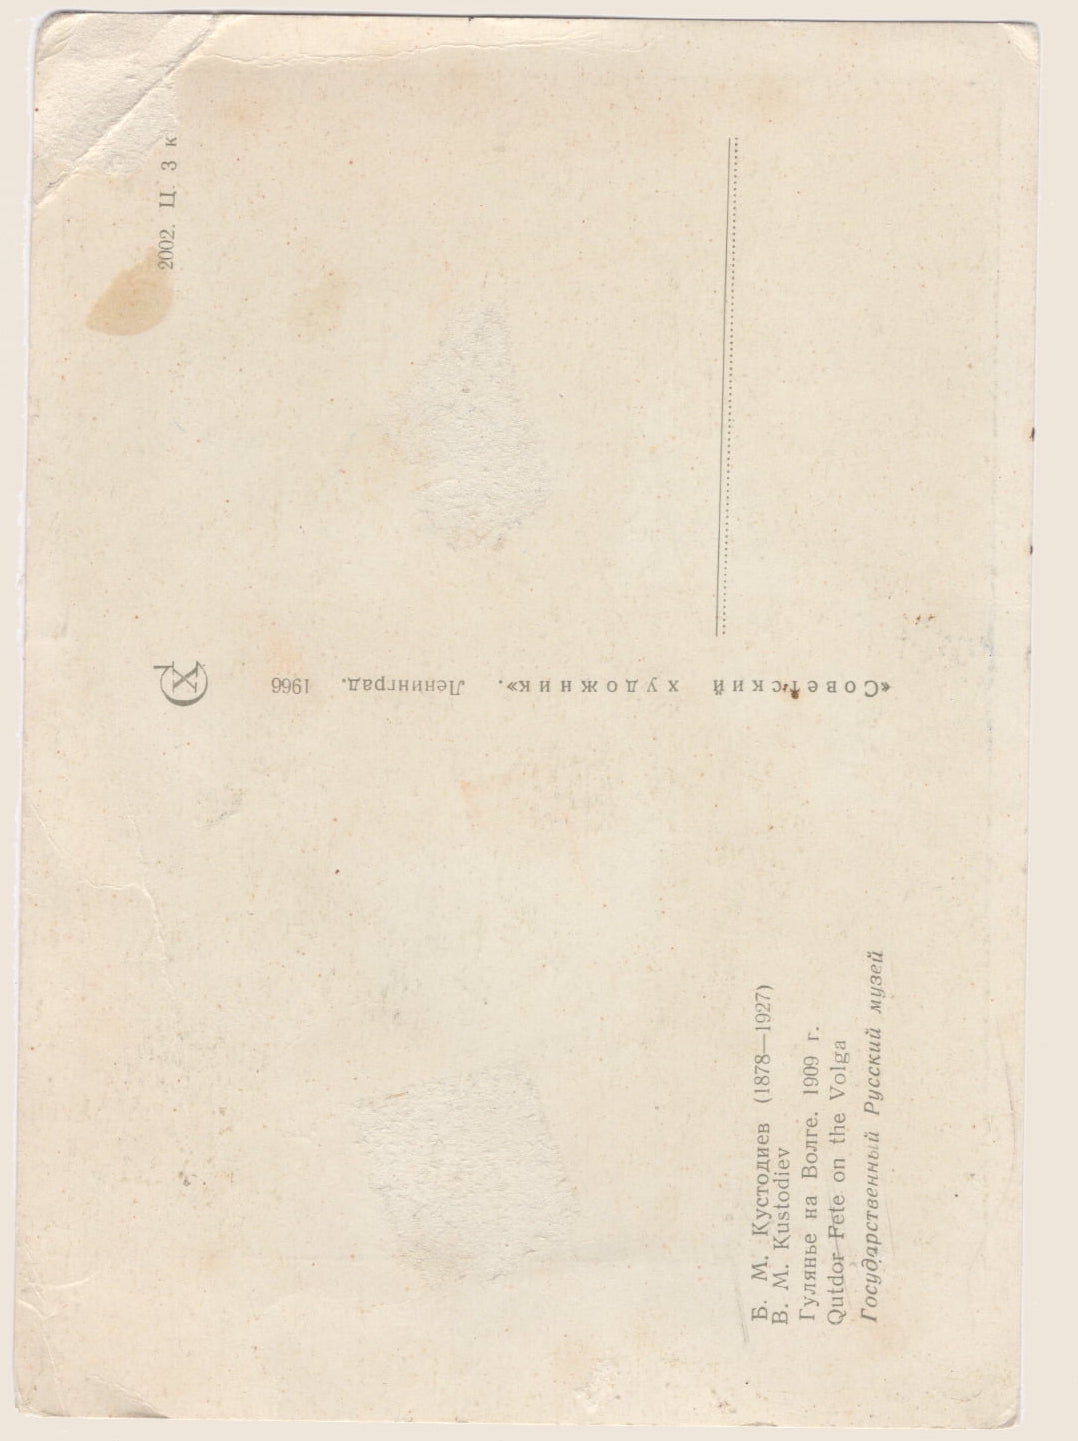 Б. М. Кустодиев (1878—1927)
B. M. Kustodiev
Гулянье на Волге. 1909 г.
Qutdor Fete on the Volga
Государственный Русский музей
СХ
«Советский художник». Ленинград. 1966
2002. Ц. 3 к